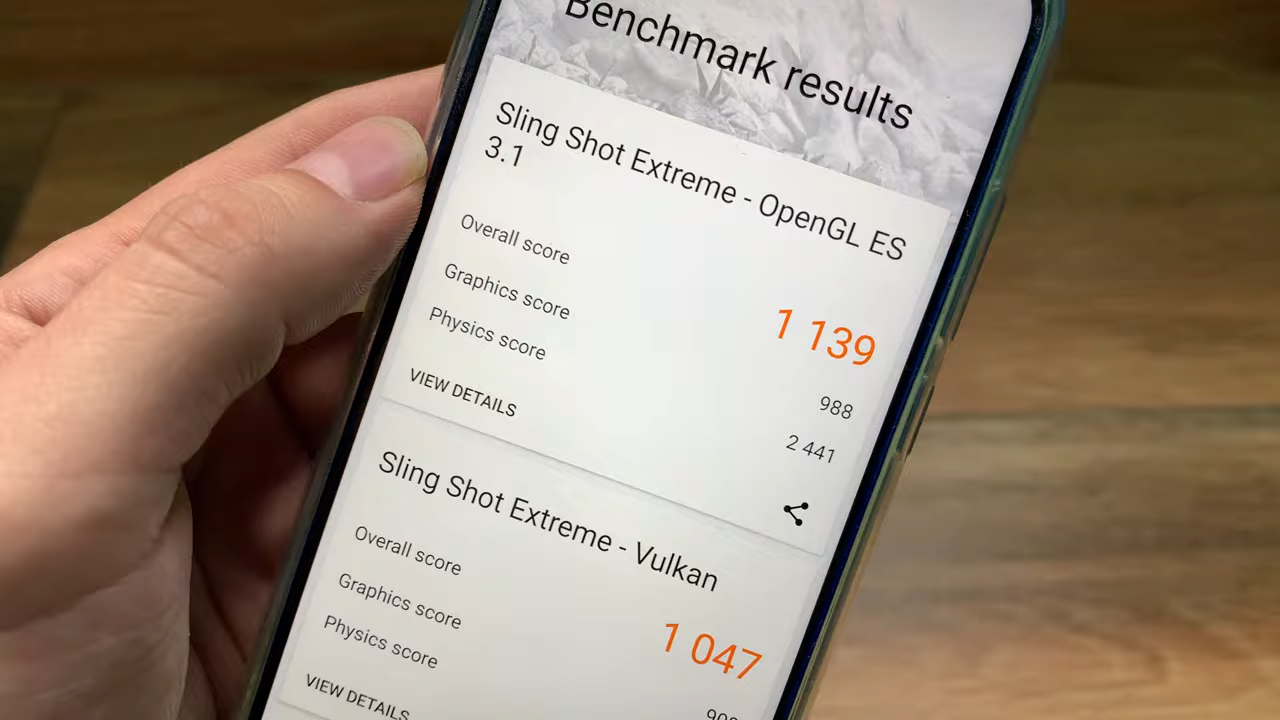 Benchmark results
Sling Shot Extreme - OpenGL ES
3.1
Overall score
1 139
Graphics score
988
Physics score
2 441
VIEW DETAILS
Sling Shot Extreme - Vulkan
Overall score
1 047
Graphics score
Physics score
VIEW DETAILS